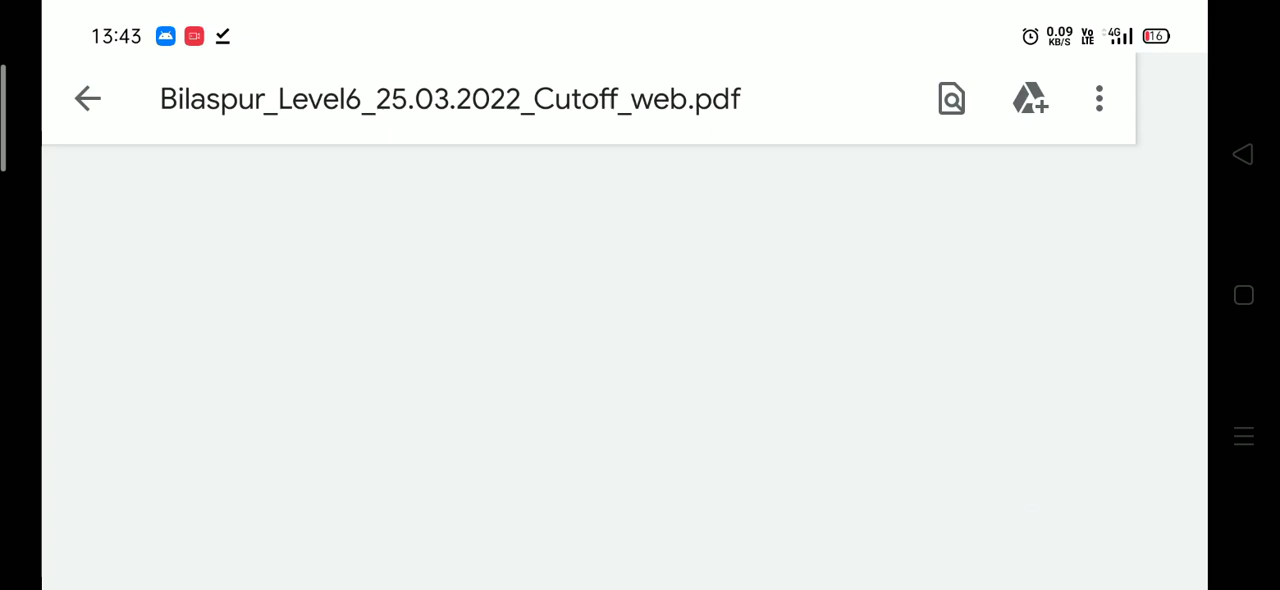 13:43
0.09 KB/S Vo LTE 4G 16
Bilaspur_Level6_25.03.2022_Cutoff_web.pdf